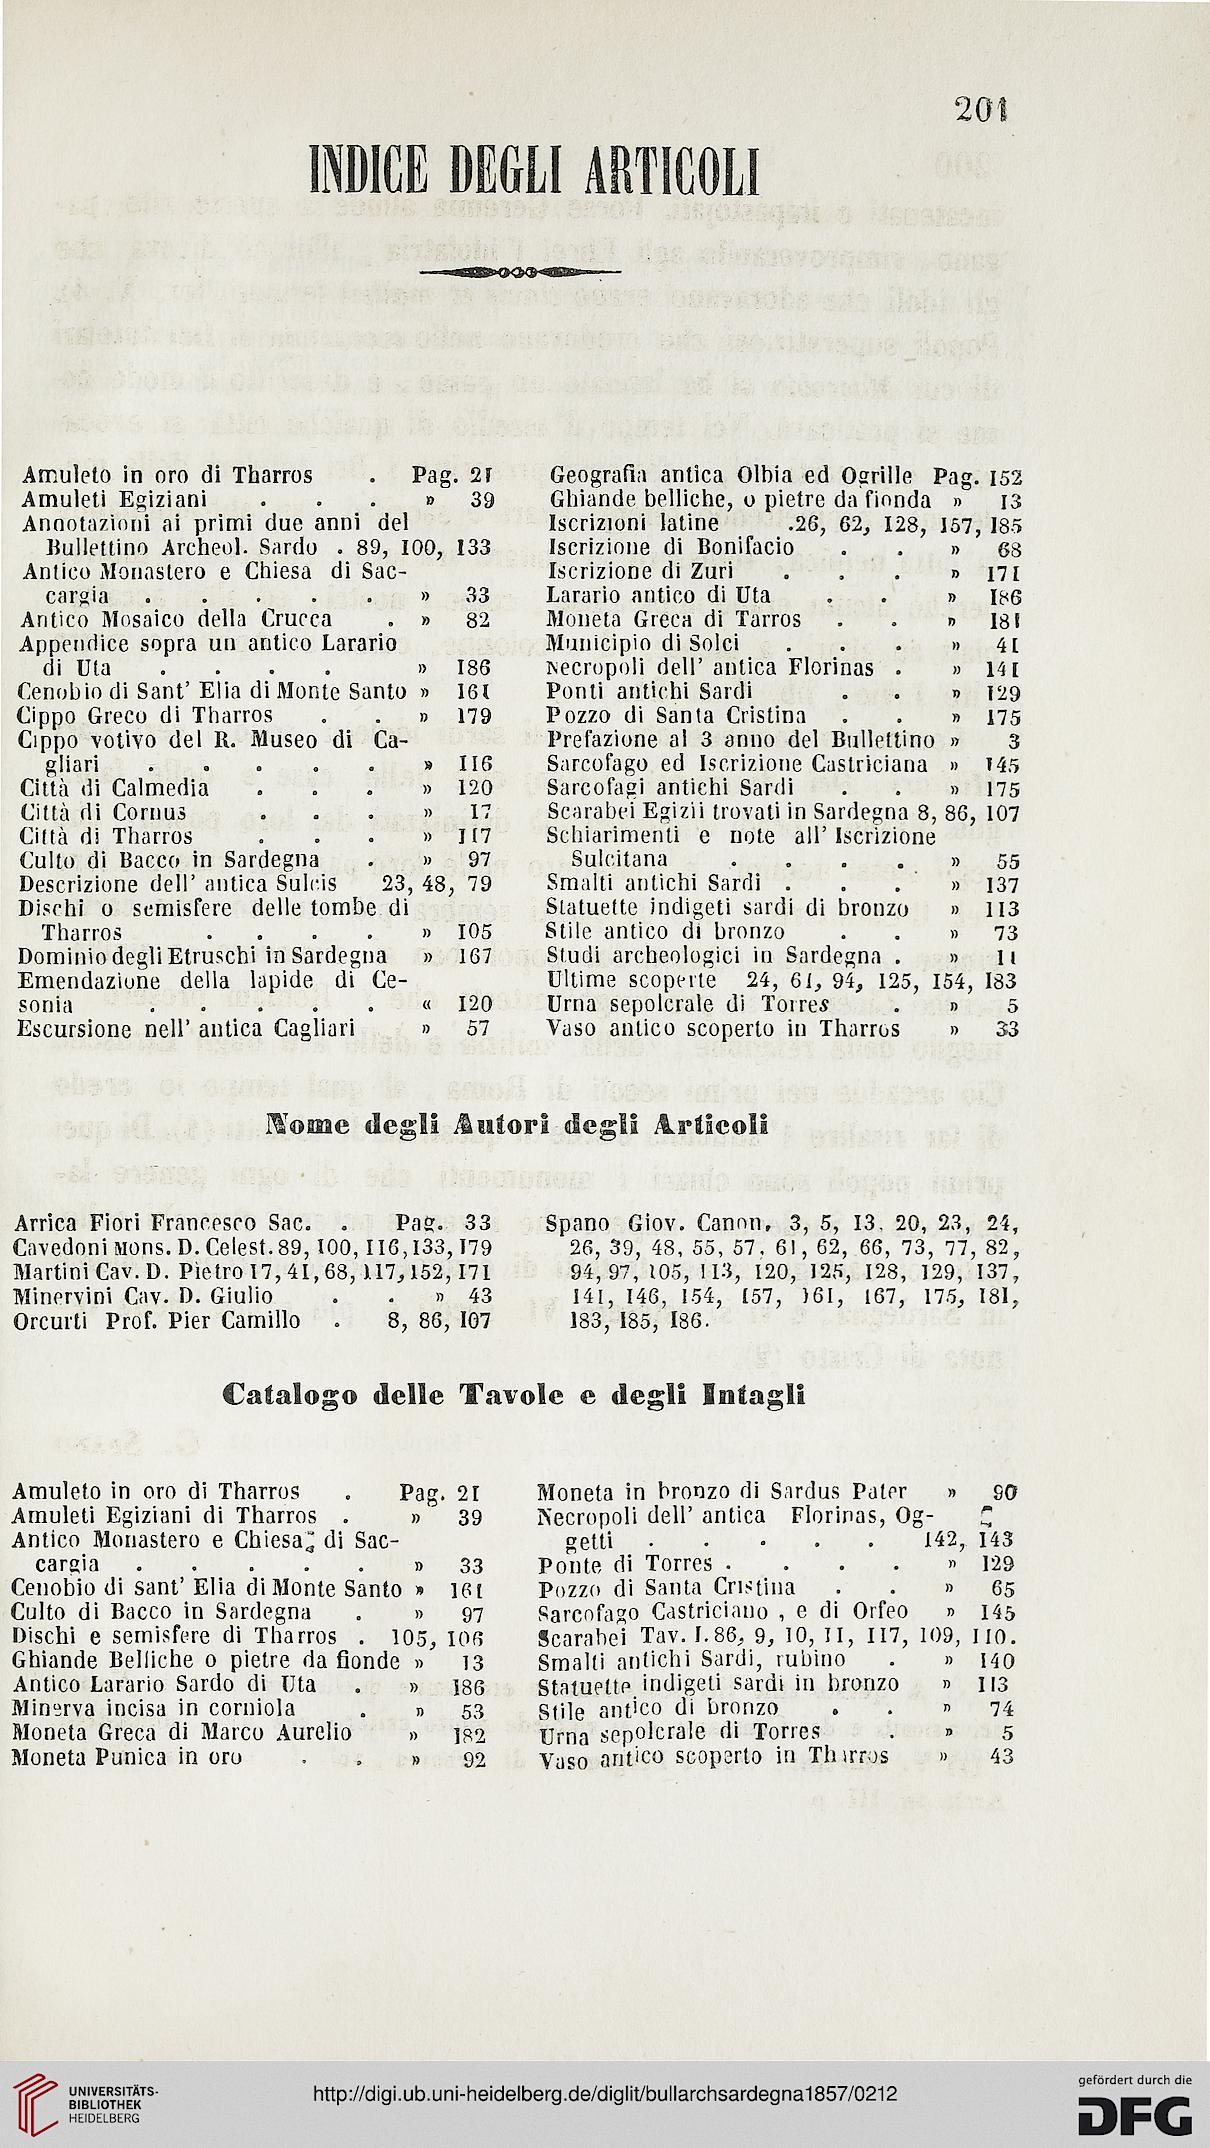 201
INDICE DEGLI ARTICOLI
Amuleto in oro di Tharros . Pag. 21
Amuleti Egiziani . . . » 39
Annotazioni ai primi due anni del
Bullettino Archeol. Sardo . 89, 100, 133
Antico Monastero e Chiesa di Sac-
cargia . . . . . » 33
Antico Mosaico della Crucca . » 82
Appendice sopra un antico Larario
di Uta . . . . » 186
Cenobio di Sant' Elia di Monte Santo » 161
Cippo Greco di Tharros . . » 179
Cippo votivo del R. Museo di Ca-
gliari . . . . . » 116
Città di Calmedia . . . » 120
Città di Cornus . . . » 17
Città di Tharros . . . » 117
Culto di Bacco in Sardegna . » 97
Descrizione dell' antica Sulcis 23, 48, 79
Dischi o semisfere delle tombe di
Tharros . . . . » 105
Dominio degli Etruschi in Sardegna » 167
Emendazione della lapide di Ce-
sonia . . . . . « 120
Escursione nell' antica Cagliari » 57
Geografia antica Olbia ed Ogrille Pag. 152
Ghiande belliche, o pietre da fionda » 13
Iscrizioni latine .26, 62, 128, 157, 185
Iscrizione di Bonifacio . . » 68
Iscrizione di Zuri . . . » 171
Larario antico di Uta . . » 186
Moneta Greca di Tarros . . » 181
Municipio di Solci . . . » 41
Necropoli dell' antica Florinas . » 141
Ponti antichi Sardi . . » 129
Pozzo di Santa Cristina . . » 175
Prefazione al 3 anno del Bullettino » 3
Sarcofago ed Iscrizione Castriciana » 145
Sarcofagi antichi Sardi . . » 175
Scarabei Egizii trovati in Sardegna 8, 86, 107
Schiarimenti e note all' Iscrizione
Sulcitana . . . . » 55
Smalti antichi Sardi . . . » 137
Statuette indigeti sardi di bronzo » 113
Stile antico di bronzo . . » 73
Studi archeologici in Sardegna . » 11
Ultime scoperte 24, 61, 94, 125, 154, 183
Urna sepolcrale di Torres . » 5
Vaso antico scoperto in Tharros » 33
Nome degli Autori degli Articoli
Arrica Fiori Francesco Sac. . Pag. 33
Cavedoni Mons. D. Celest. 89, 100, 116, 133, 179
Martini Cav. D. Pietro 17, 41, 68, 117, 152, 171
Minervini Cav. D. Giulio . . » 43
Orcurti Prof. Pier Camillo . 8, 86, 107
Spano Giov. Canon. 3, 5, 13. 20, 23, 24,
26, 39, 48, 55, 57, 61, 62, 66, 73, 77, 82,
94, 97, 105, 113, 120, 125, 128, 129, 137,
141, 146, 154, 157, 161, 167, 175, 181,
183, 185, 186.
Catalogo delle Tavole e degli Intagli
Amuleto in oro di Tharros . Pag. 21
Amuleti Egiziani di Tharros . » 39
Antico Monastero e Chiesa di Sac-
cargia . . . . . » 33
Cenobio di sant' Elia di Monte Santo » 161
Culto di Bacco in Sardegna . » 97
Dischi e semisfere di Tharros . 105, 106
Ghiande Belliche o pietre da fionde » 13
Antico Larario Sardo di Uta . » 186
Minerva incisa in corniola . » 53
Moneta Greca di Marco Aurelio » 182
Moneta Punica in oro . . » 92
Moneta in bronzo di Sardus Pater » 90
Necropoli dell' antica Florinas, Og-
getti . . . . . 142, 143
Ponte di Torres . . . . » 129
Pozzo di Santa Cristina . . » 65
Sarcofago Castriciano , e di Orfeo » 145
Scarabei Tav. I. 86, 9, 10, 11, 117, 109, 110.
Smalti antichi Sardi, rubino . » 140
Statuette indigeti sardi in bronzo » 113
Stile antico di bronzo . . » 74
Urna sepolcrale di Torres . » 5
Vaso antico scoperto in Tharros » 43
UNIVERSITÄTS-
BIBLIOTHEK
HEIDELBERG
http://digi.ub.uni-heidelberg.de/diglit/bullarchsardegna1857/0212
gefördert durch die
DFG